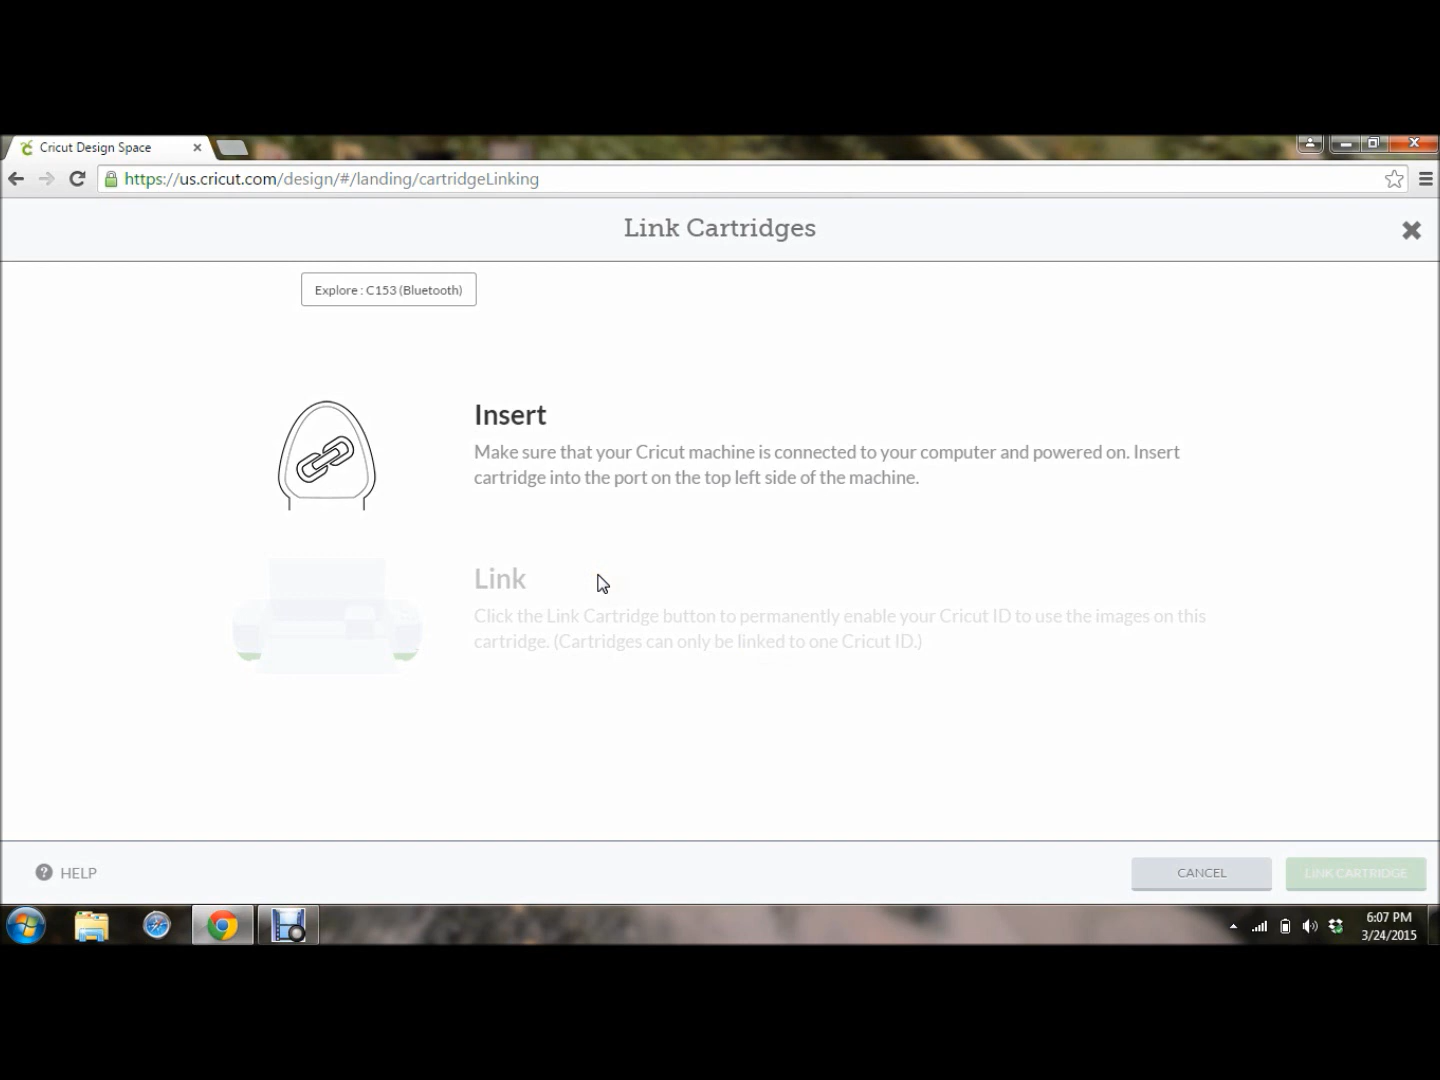 Cricut Design Space
https://us.cricut.com/design/#/landing/cartridgeLinking
Link Cartridges
Explore : C153 (Bluetooth)
Insert
Make sure that your Cricut machine is connected to your computer and powered on. Insert
cartridge into the port on the top left side of the machine.
Link
Click the Link Cartridge button to permanently enable your Cricut ID to use the images on this
cartridge. (Cartridges can only be linked to one Cricut ID.)
HELP
CANCEL
LINK CARTRIDGE
6:07 PM
3/24/2015